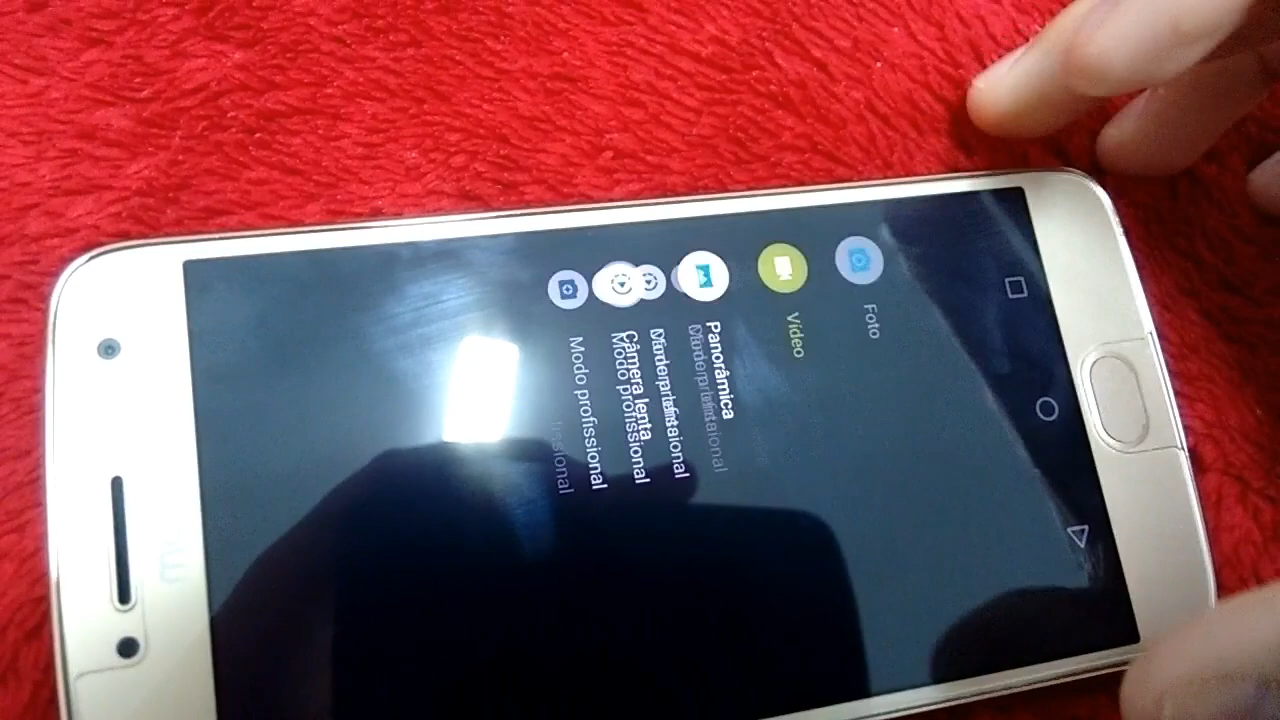 Foto
Vídeo
Panorâmica
Câmera lenta
Modo profissional
Modo profissional